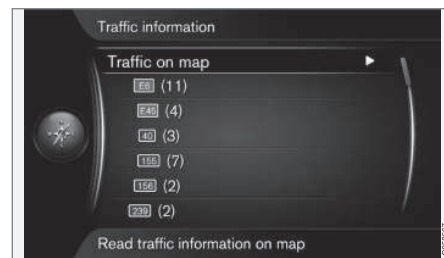 Traffic information
Traffic on map
E6 (11)
E45 (4)
40 (3)
155 (7)
156 (2)
239 (2)
Read traffic information on map